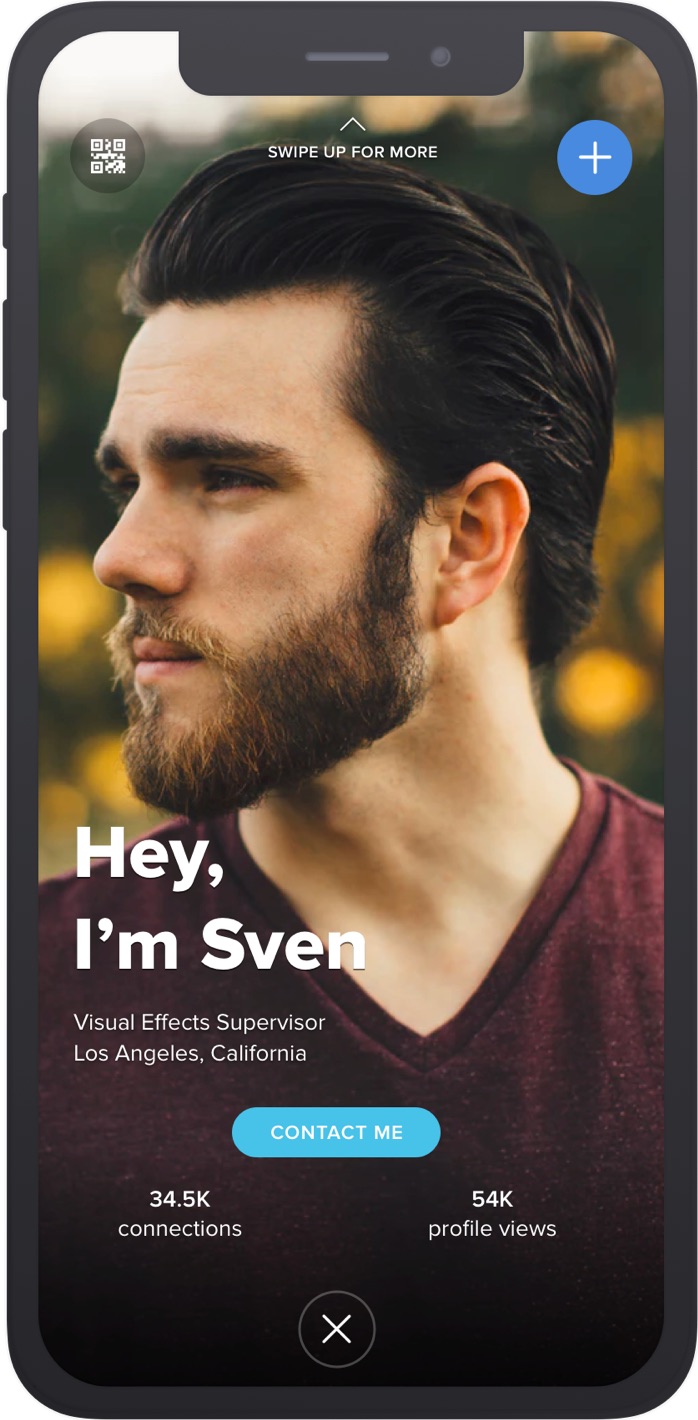 SWIPE UP FOR MORE
Hey,
I’m Sven
Visual Effects Supervisor
Los Angeles, California
CONTACT ME
34.5K
connections
54K
profile views